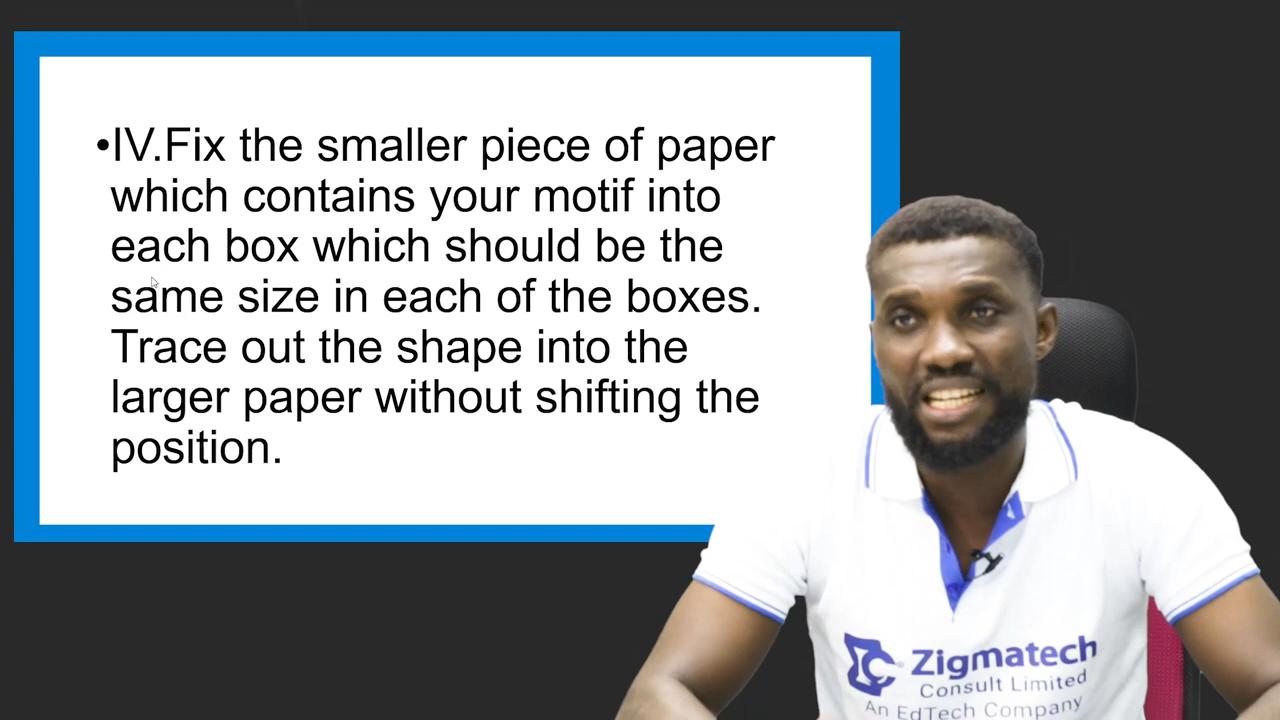 •IV.Fix the smaller piece of paper
which contains your motif into
each box which should be the
same size in each of the boxes.
Trace out the shape into the
larger paper without shifting the
position.
Zigmatech
Consult Limited
An EdTech Company